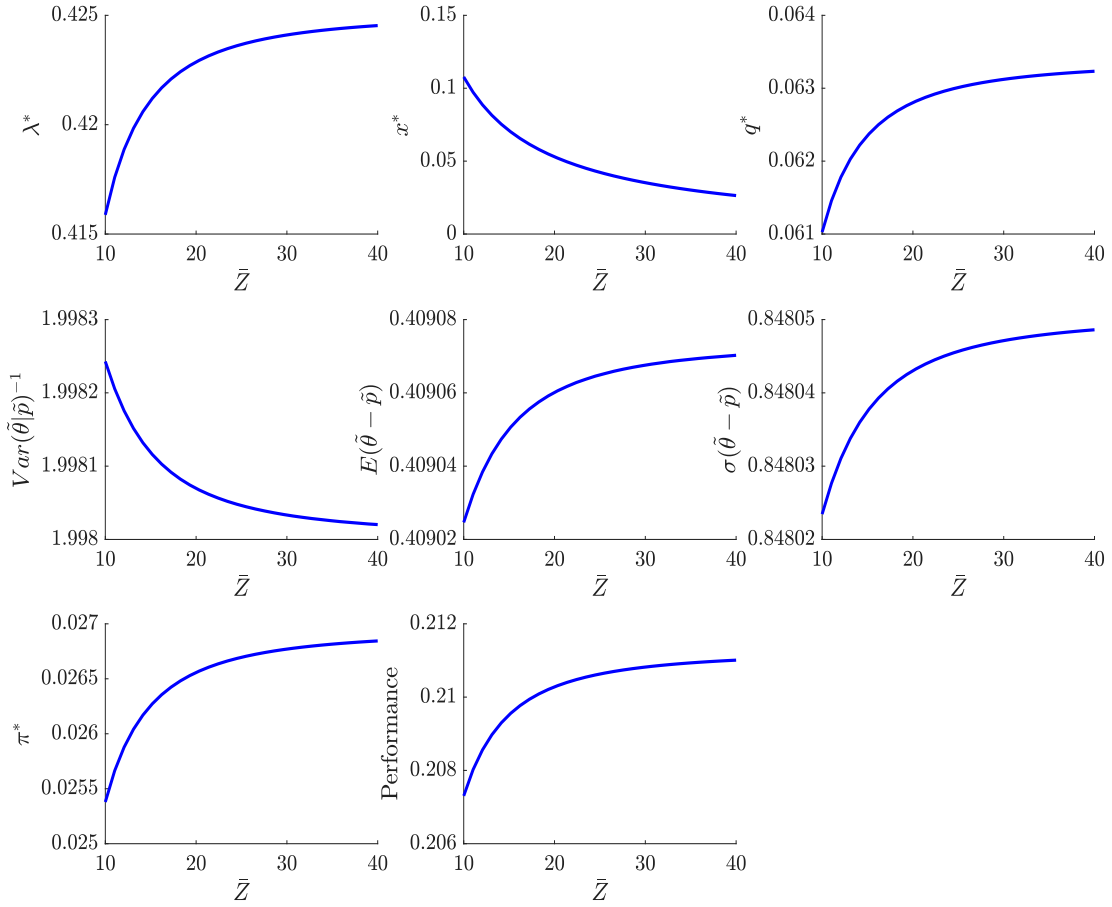 0.425 0.42 0.415
λ*
10 20 30 40
Z̄
0.15 0.1 0.05 0
x*
10 20 30 40
Z̄
0.064 0.063 0.062 0.061
q*
10 20 30 40
Z̄
1.9983 1.9982 1.9981 1.998
Var(θ̃|p̃)⁻¹
10 20 30 40
Z̄
0.40908 0.40906 0.40904 0.40902
E(θ̃ − p̃)
10 20 30 40
Z̄
0.84805 0.84804 0.84803 0.84802
σ(θ̃ − p̃)
10 20 30 40
Z̄
0.027 0.0265 0.026 0.0255 0.025
π*
10 20 30 40
Z̄
0.212 0.21 0.208 0.206
Performance
10 20 30 40
Z̄